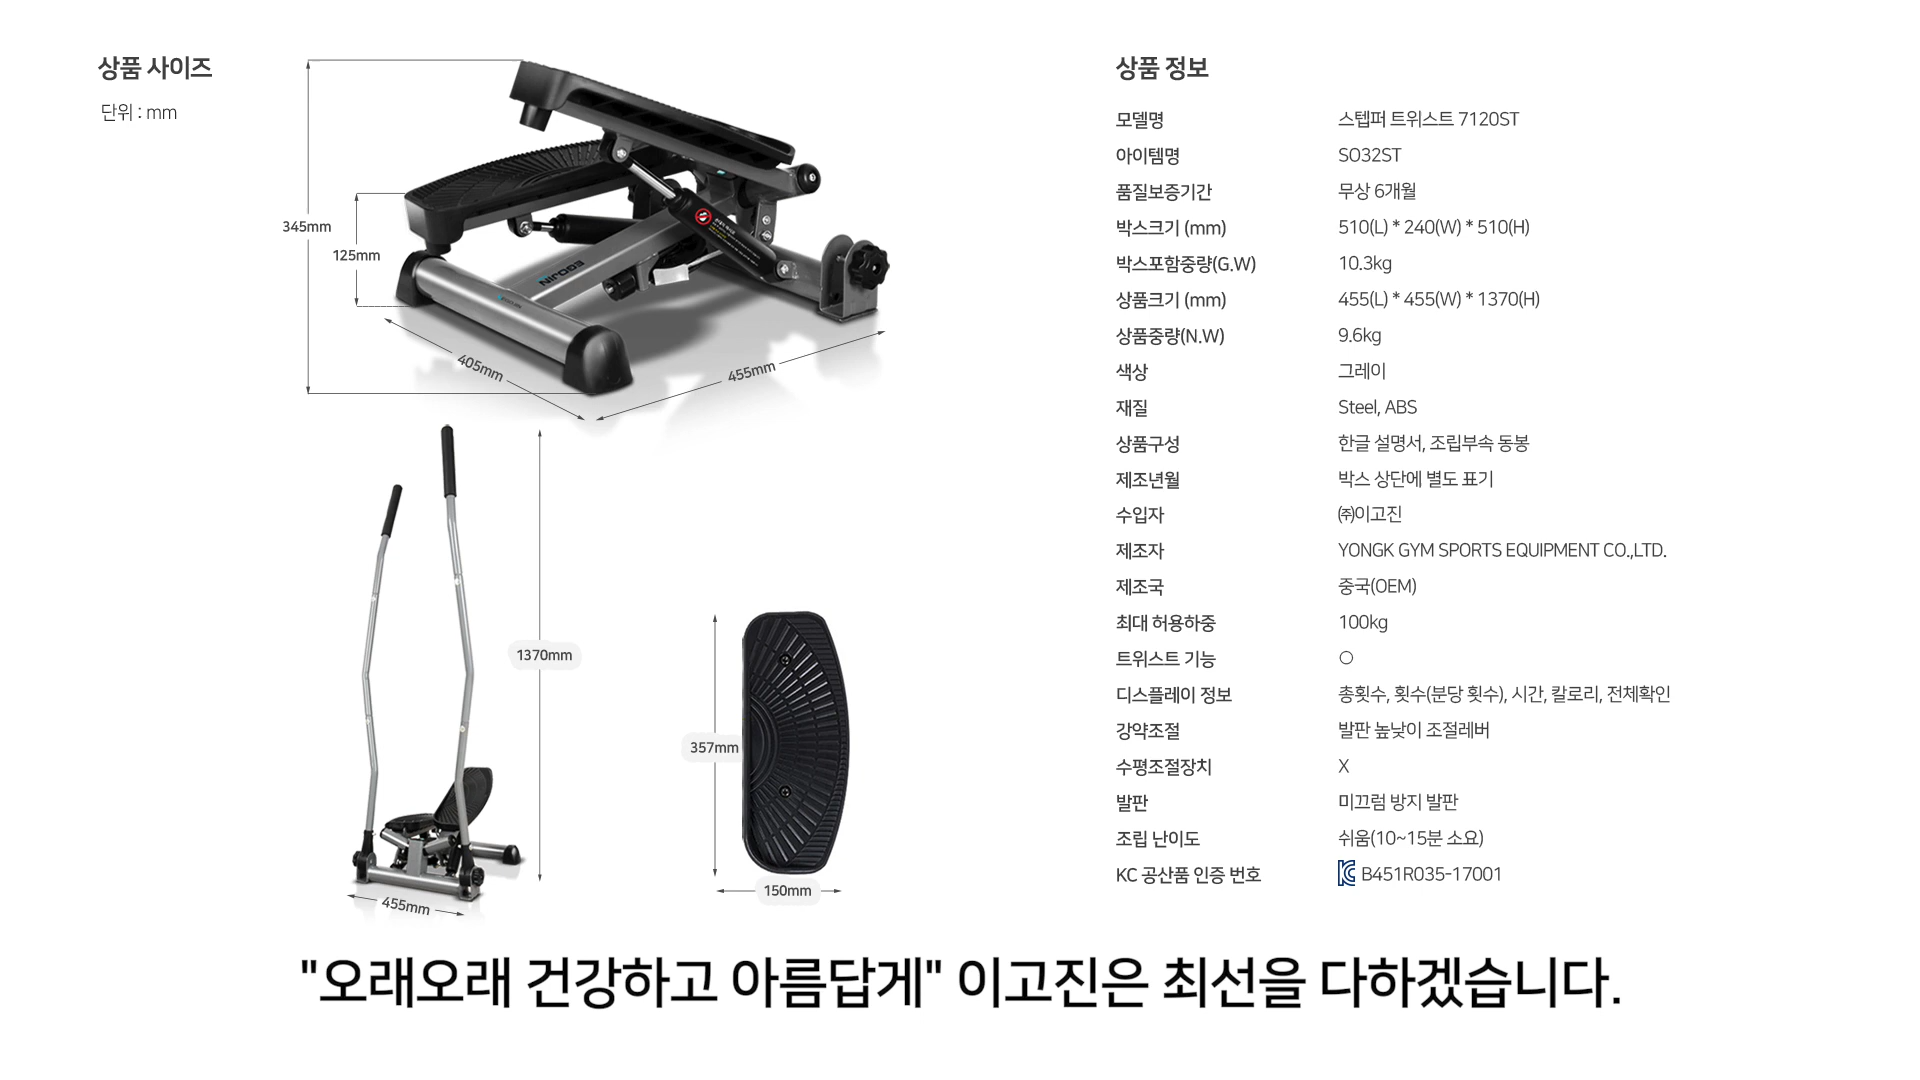 상품 사이즈
단위 : mm
345mm
125mm
EGOJIN
405mm
455mm
1370mm
455mm
357mm
150mm
상품 정보
모델명 스텝퍼 트위스트 7120ST
아이템명 SO32ST
품질보증기간 무상 6개월
박스크기 (mm) 510(L) * 240(W) * 510(H)
박스포함중량(G.W) 10.3kg
상품크기 (mm) 455(L) * 455(W) * 1370(H)
상품중량(N.W) 9.6kg
색상 그레이
재질 Steel, ABS
상품구성 한글 설명서, 조립부속 동봉
제조년월 박스 상단에 별도 표기
수입자 ㈜이고진
제조자 YONGK GYM SPORTS EQUIPMENT CO.,LTD.
제조국 중국(OEM)
최대 허용하중 100kg
트위스트 기능 ○
디스플레이 정보 총횟수, 횟수(분당 횟수), 시간, 칼로리, 전체확인
강약조절 발판 높낮이 조절레버
수평조절장치 X
발판 미끄럼 방지 발판
조립 난이도 쉬움(10~15분 소요)
KC 공산품 인증 번호 KC B451R035-17001
"오래오래 건강하고 아름답게" 이고진은 최선을 다하겠습니다.